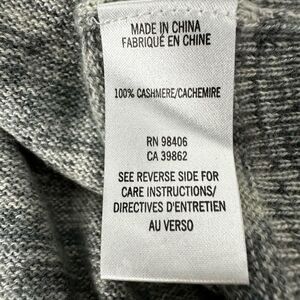 MADE IN CHINA
FABRIQUÉ EN CHINE
100% CASHMERE/CACHEMIRE
RN 98406
CA 39862
SEE REVERSE SIDE FOR
CARE INSTRUCTIONS/
DIRECTIVES D'ENTRETIEN
AU VERSO